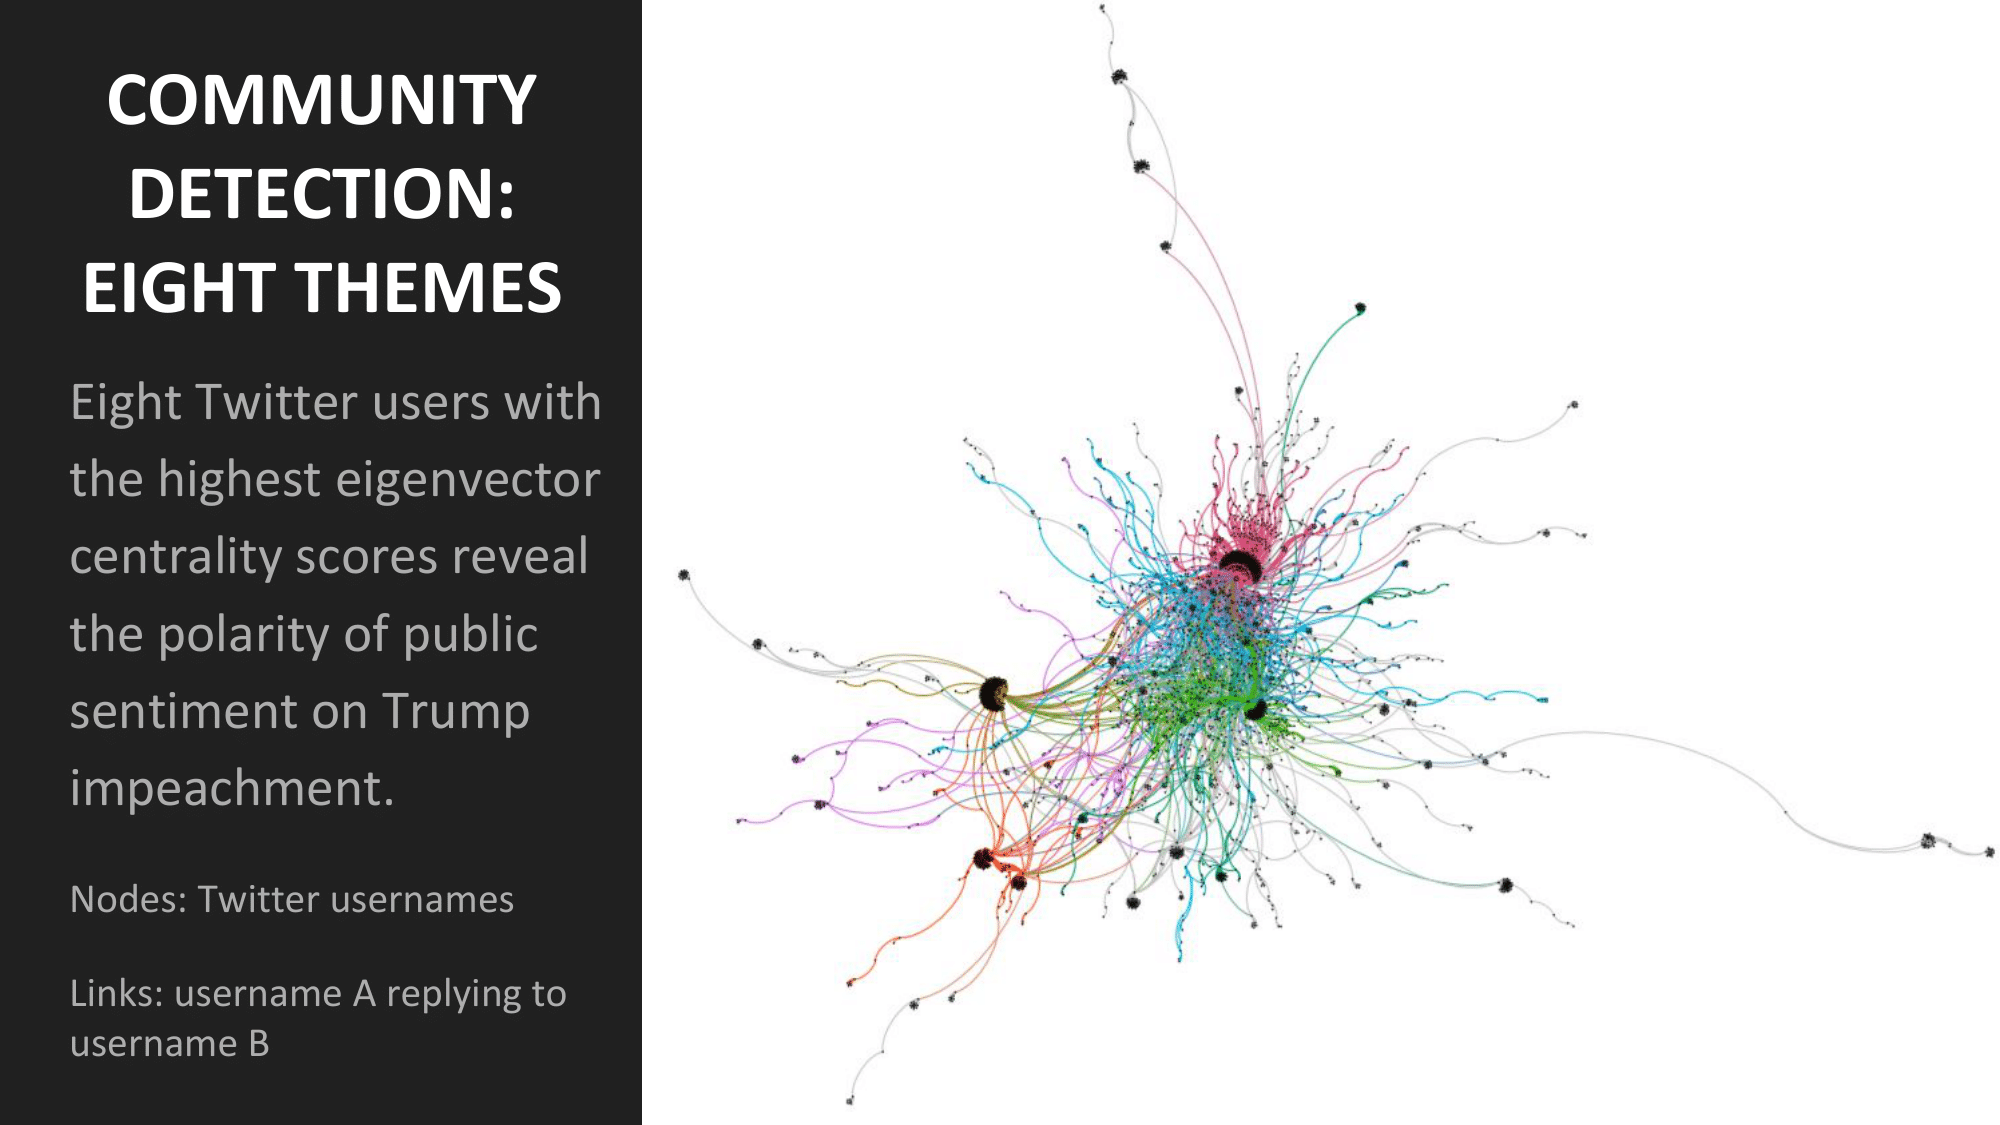 COMMUNITY
DETECTION:
EIGHT THEMES
Eight Twitter users with
the highest eigenvector
centrality scores reveal
the polarity of public
sentiment on Trump
impeachment.
Nodes: Twitter usernames
Links: username A replying to
username B